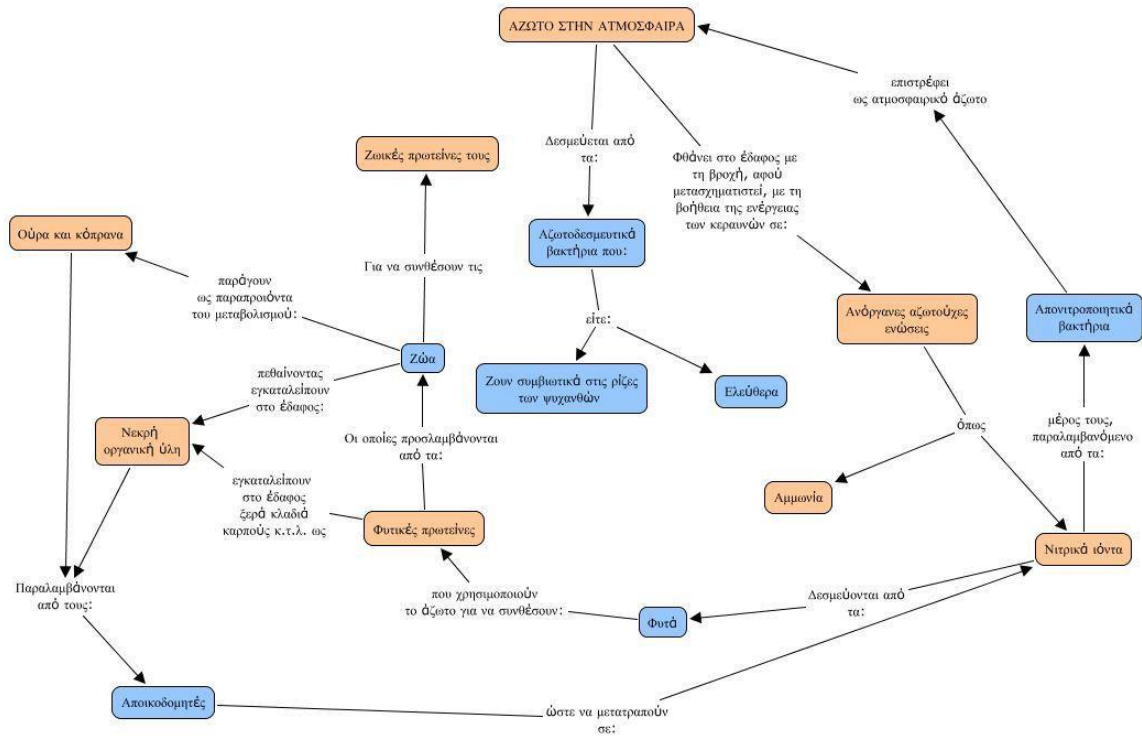 ΑΖΩΤΟ ΣΤΗΝ ΑΤΜΟΣΦΑΙΡΑ
επιστρέφει
ως ατμοσφαιρικό άζωτο
Δεσμεύεται από
τα:
Φθάνει στο έδαφος με
τη βροχή, αφού
μετασχηματιστεί, με τη
βοήθεια της ενέργειας
των κεραυνών σε:
Ζωικές πρωτείνες τους
Ούρα και κόπρανα
Αζωτοδεσμευτικά
βακτήρια που:
Για να συνθέσουν τις
παράγουν
ως παραπροιόντα
του μεταβολισμού:
Ανόργανες αζωτούχες
ενώσεις
Απονιτροποιητικά
βακτήρια
είτε:
Ζώα
πεθαίνοντας
εγκαταλείπουν
στο έδαφος:
Ζουν συμβιωτικά στις ρίζες
των ψυχανθών
Ελεύθερα
Νεκρή
οργανική ύλη
Οι οποίες προσλαμβάνονται
από τα:
όπως
μέρος τους,
παραλαμβανόμενο
από τα:
εγκαταλείπουν
στο έδαφος
ξερά κλαδιά
καρπούς κ.τ.λ. ως
Αμμωνία
Φυτικές πρωτείνες
Νιτρικά ιόντα
Παραλαμβάνονται
από τους:
που χρησιμοποιούν
το άζωτο για να συνθέσουν:
Φυτά
Δεσμεύονται από
τα:
Αποικοδομητές
ώστε να μετατραπούν
σε: